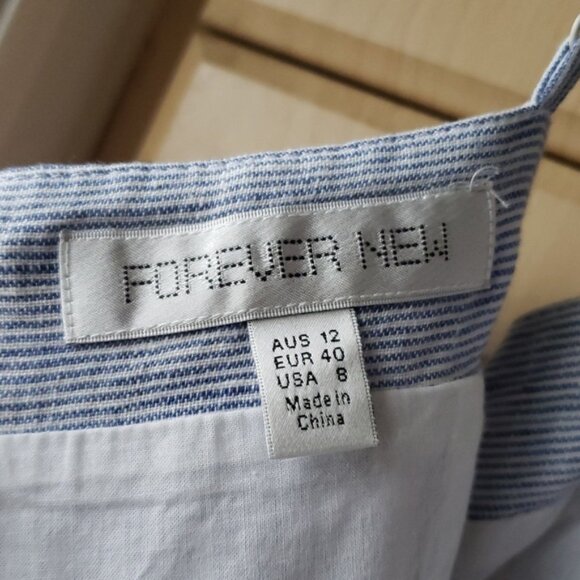 FOREVER NEW
AUS 12
EUR 40
USA 8
Made in
China